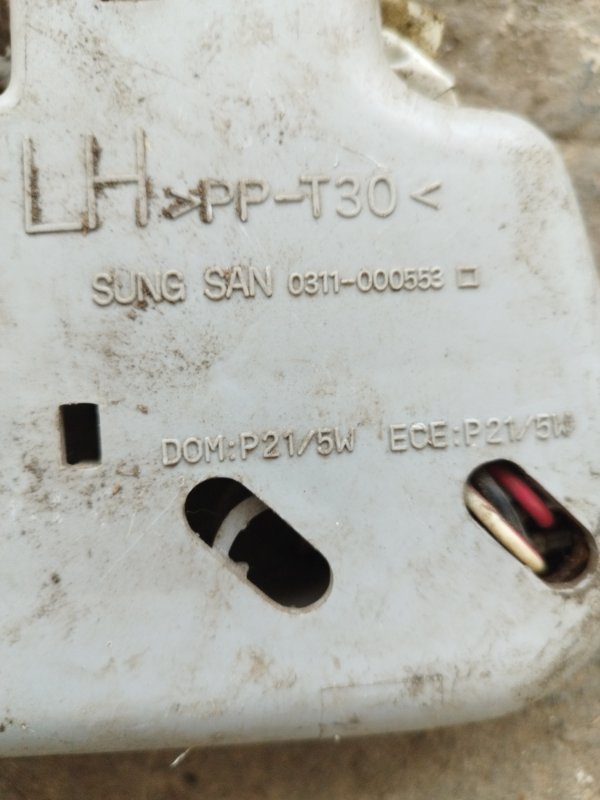 LH >PP-T30<
SUNG SAN 0311-000553
DOM:P21/5W ECE:P21/5W